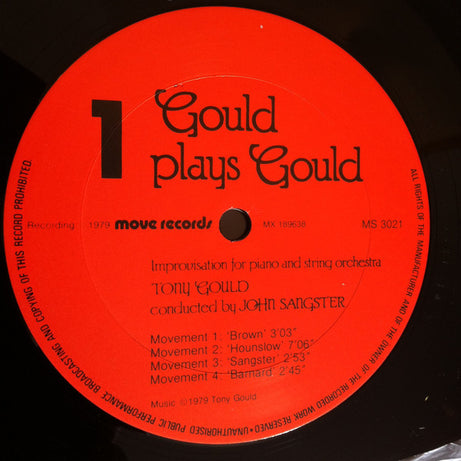 1
Gould
plays Gould
Recording 1979 move records MX 189638 MS 3021
Improvisation for piano and string orchestra
TONY GOULD
conducted by JOHN SANGSTER
Movement 1: 'Brown' 3'03"
Movement 2: 'Hounslow' 7'06"
Movement 3: 'Sangster' 2'53"
Movement 4: 'Barnard' 2'45"
Music ©1979 Tony Gould
ALL RIGHTS OF THE MANUFACTURER AND OF THE OWNER OF THE RECORDED WORK RESERVED • UNAUTHORISED PUBLIC PERFORMANCE BROADCASTING AND COPYING OF THIS RECORD PROHIBITED.